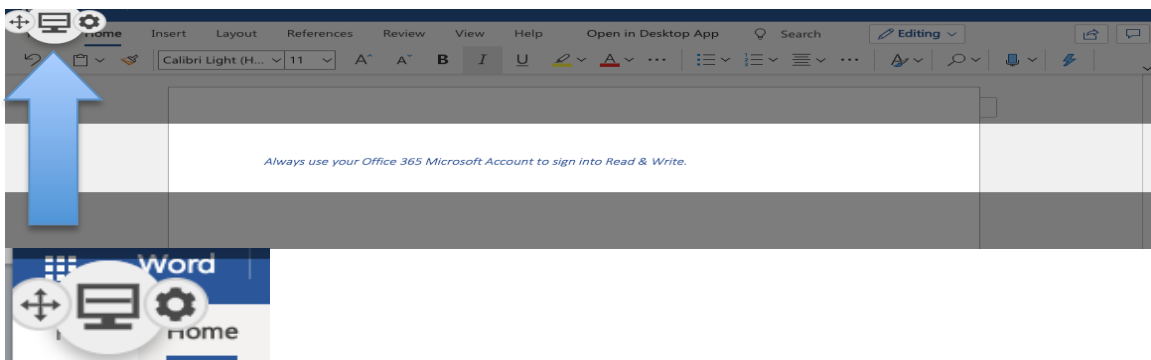 Home Insert Layout References Review View Help Open in Desktop App Search Editing
Calibri Light (H... 11 A A B I U A ...
Always use your Office 365 Microsoft Account to sign into Read & Write.
Word
Home